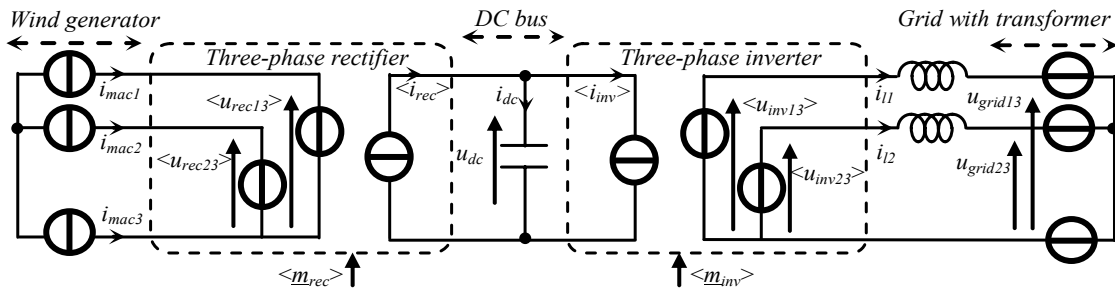 Wind generator
DC bus
Grid with transformer
Three-phase rectifier
Three-phase inverter
i_mac1
<u_rec13>
<i_rec>
i_dc
<i_inv>
<u_inv13>
i_l1
u_grid13
i_mac2
<u_rec23>
u_dc
<u_inv23>
i_l2
u_grid23
i_mac3
<m_rec>
<m_inv>